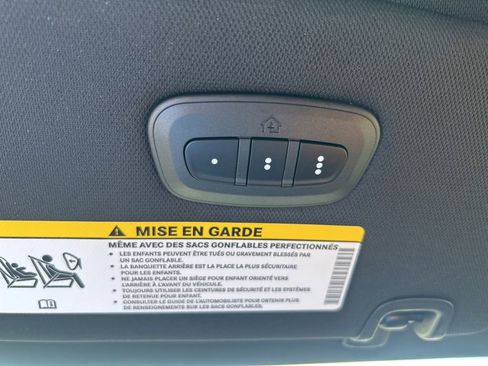 MISE EN GARDE
MÊME AVEC DES SACS GONFLABLES PERFECTIONNÉS
• LES ENFANTS PEUVENT ÊTRE TUÉS OU GRAVEMENT BLESSÉS PAR
UN SAC GONFLABLE.
• LA BANQUETTE ARRIÈRE EST LA PLACE LA PLUS SÉCURITAIRE
POUR LES ENFANTS.
• NE JAMAIS PLACER UN SIÈGE POUR ENFANT ORIENTÉ VERS
L'ARRIÈRE À L'AVANT DU VÉHICULE.
• TOUJOURS UTILISER LES CEINTURES DE SÉCURITÉ ET LES SYSTÈMES
DE RETENUE POUR ENFANT.
• CONSULTER LE GUIDE DE L'AUTOMOBILISTE POUR OBTENIR PLUS
DE RENSEIGNEMENTS SUR LES SACS GONFLABLES.